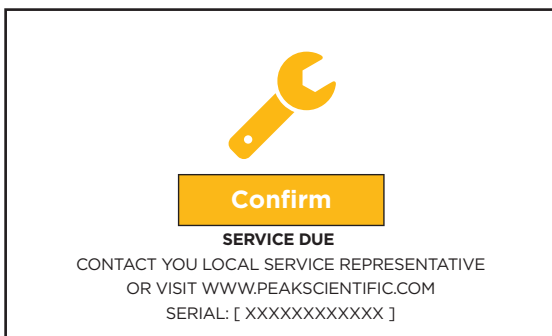 Confirm
SERVICE DUE
CONTACT YOU LOCAL SERVICE REPRESENTATIVE
OR VISIT WWW.PEAKSCIENTIFIC.COM
SERIAL: [ XXXXXXXXXXXX ]